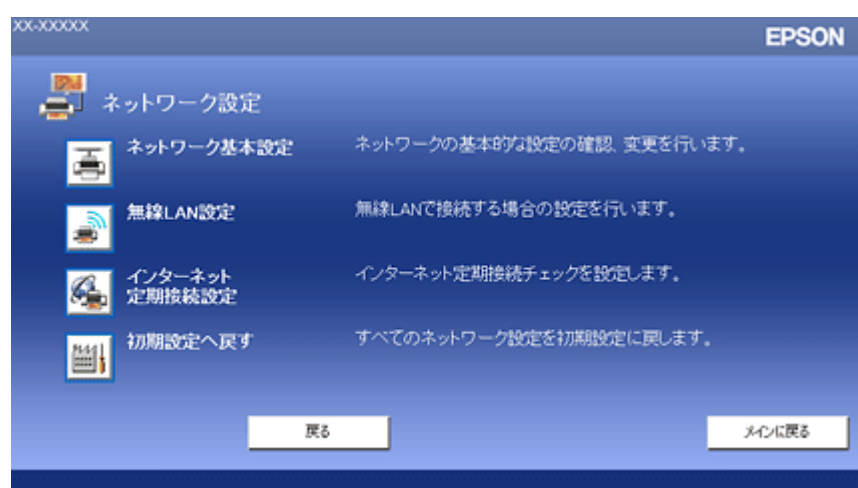 XX-XXXXX
EPSON
ネットワーク設定
ネットワーク基本設定
ネットワークの基本的な設定の確認、変更を行います。
無線LAN設定
無線LANで接続する場合の設定を行います。
インターネット
定期接続設定
インターネット定期接続チェックを設定します。
初期設定へ戻す
すべてのネットワーク設定を初期設定に戻します。
戻る
メインに戻る